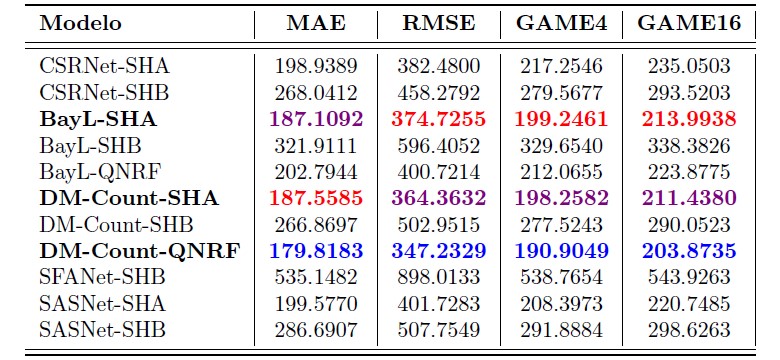 Modelo MAE RMSE GAME4 GAME16
CSRNet-SHA 198.9389 382.4800 217.2546 235.0503
CSRNet-SHB 268.0412 458.2792 279.5677 293.5203
BayL-SHA 187.1092 374.7255 199.2461 213.9938
BayL-SHB 321.9111 596.4052 329.6540 338.3826
BayL-QNRF 202.7944 400.7214 212.0655 223.8775
DM-Count-SHA 187.5585 364.3632 198.2582 211.4380
DM-Count-SHB 266.8697 502.9515 277.5243 290.0523
DM-Count-QNRF 179.8183 347.2329 190.9049 203.8735
SFANet-SHB 535.1482 898.0133 538.7654 543.9263
SASNet-SHA 199.5770 401.7283 208.3973 220.7485
SASNet-SHB 286.6907 507.7549 291.8884 298.6263